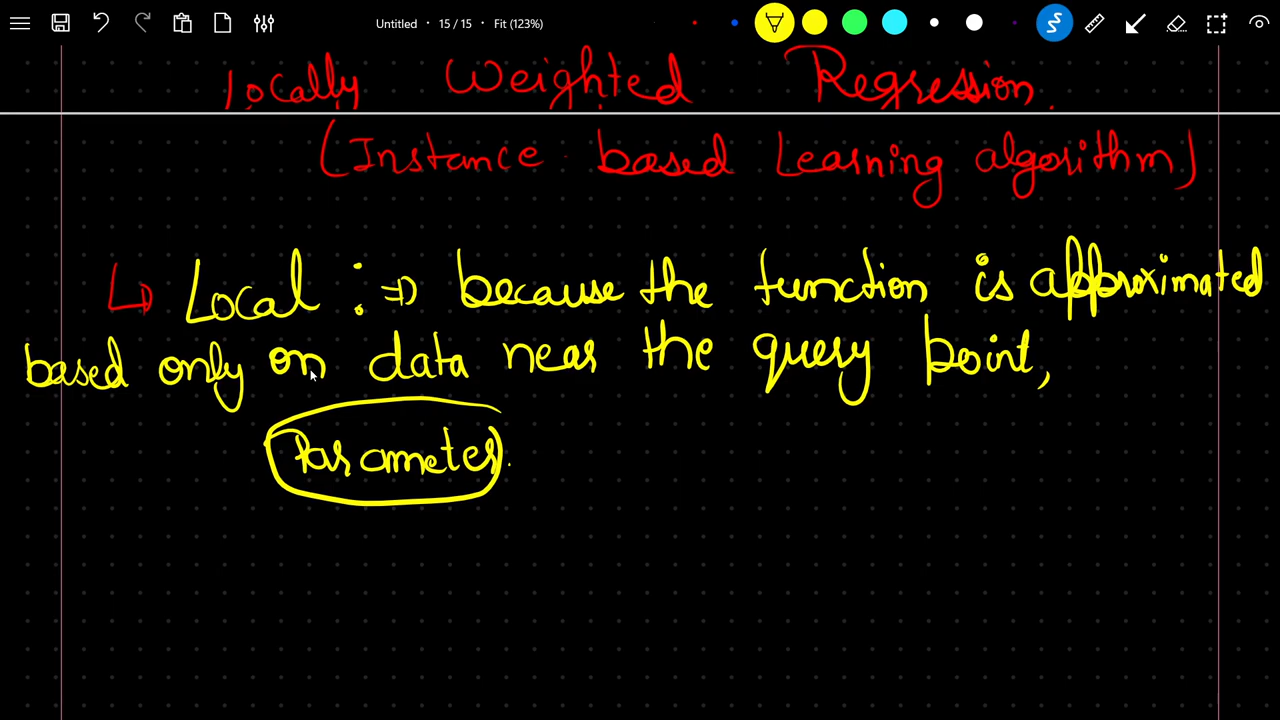 Untitled • 15 / 15 • Fit (123%)
Locally Weighted Regression.
(Instance based Learning algorithm)
Local :⇒ because the function is approximated
based only on data near the query point,
Parameter.